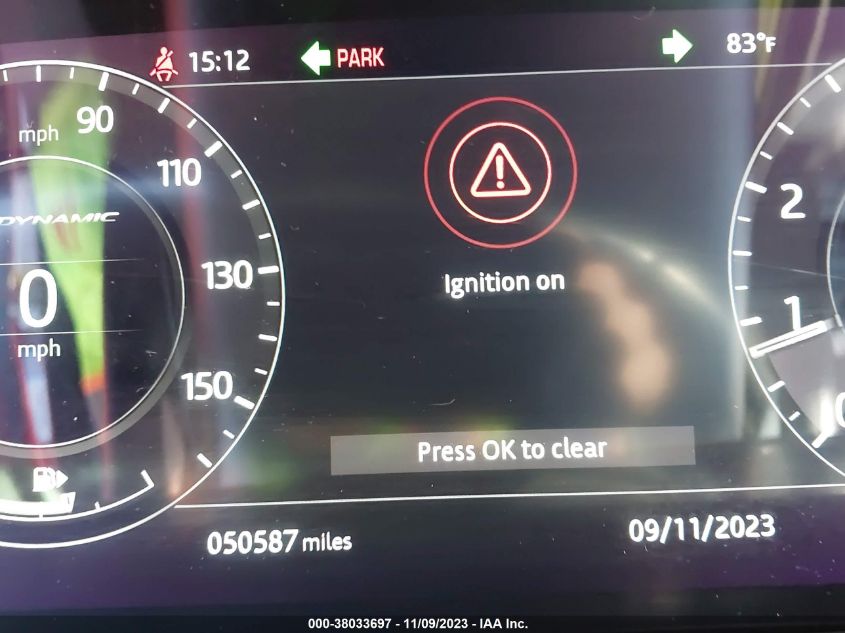 15:12 PARK 83°F
mph 90
110
DYNAMIC
2
130
0
Ignition on
mph
1
150
0
Press OK to clear
050587 miles
09/11/2023
000-38033697 - 11/09/2023 - IAA Inc.